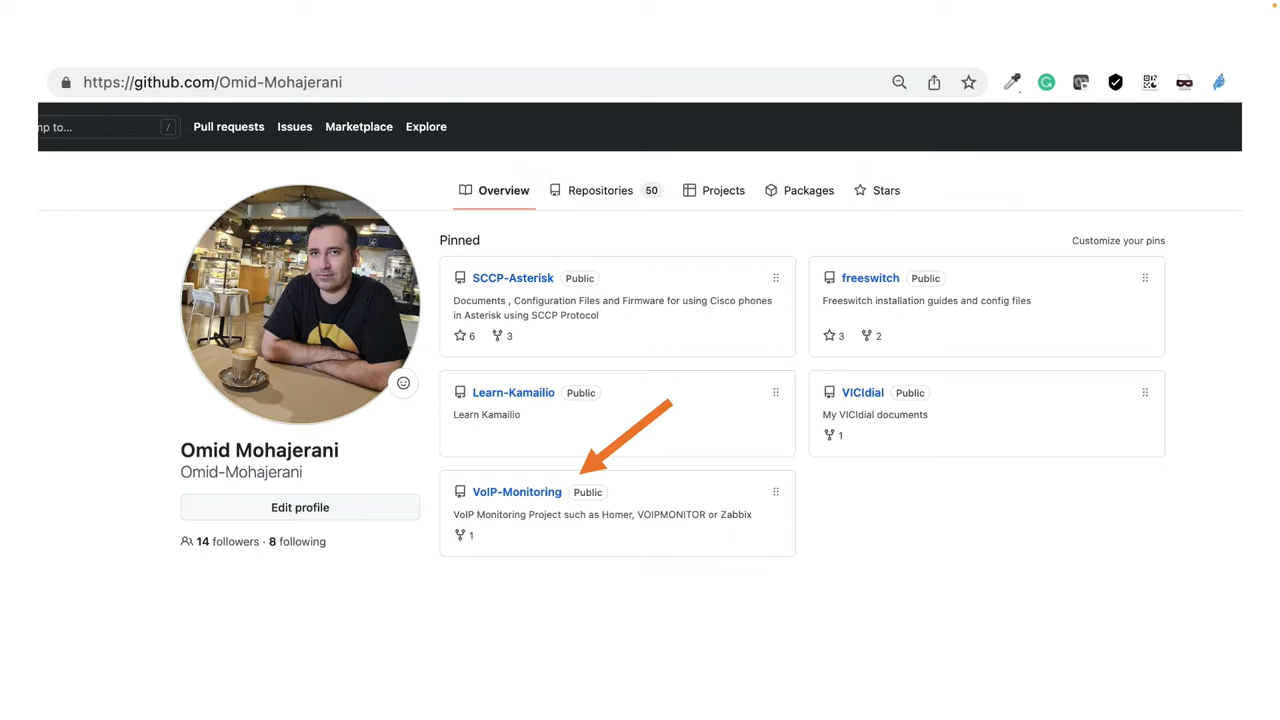 https://github.com/Omid-Mohajerani
mp to... /
Pull requests Issues Marketplace Explore
Overview Repositories 50 Projects Packages Stars
Pinned Customize your pins
SCCP-Asterisk Public
Documents , Configuration Files and Firmware for using Cisco phones
in Asterisk using SCCP Protocol
6 3
freeswitch Public
Freeswitch installation guides and config files
3 2
Learn-Kamailio Public
Learn Kamailio
VICIdial Public
My VICIdial documents
1
VoIP-Monitoring Public
VoIP Monitoring Project such as Homer, VOIPMONITOR or Zabbix
1
Omid Mohajerani
Omid-Mohajerani
Edit profile
14 followers · 8 following